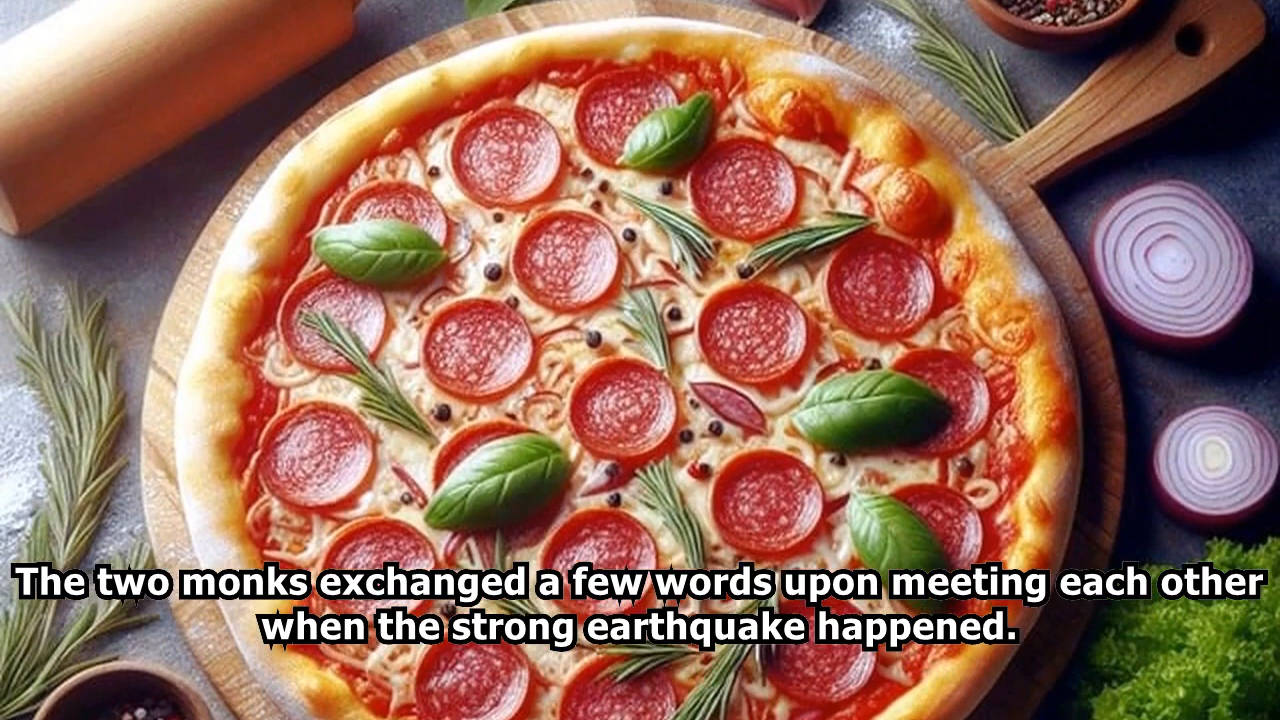 The two monks exchanged a few words upon meeting each other
when the strong earthquake happened.